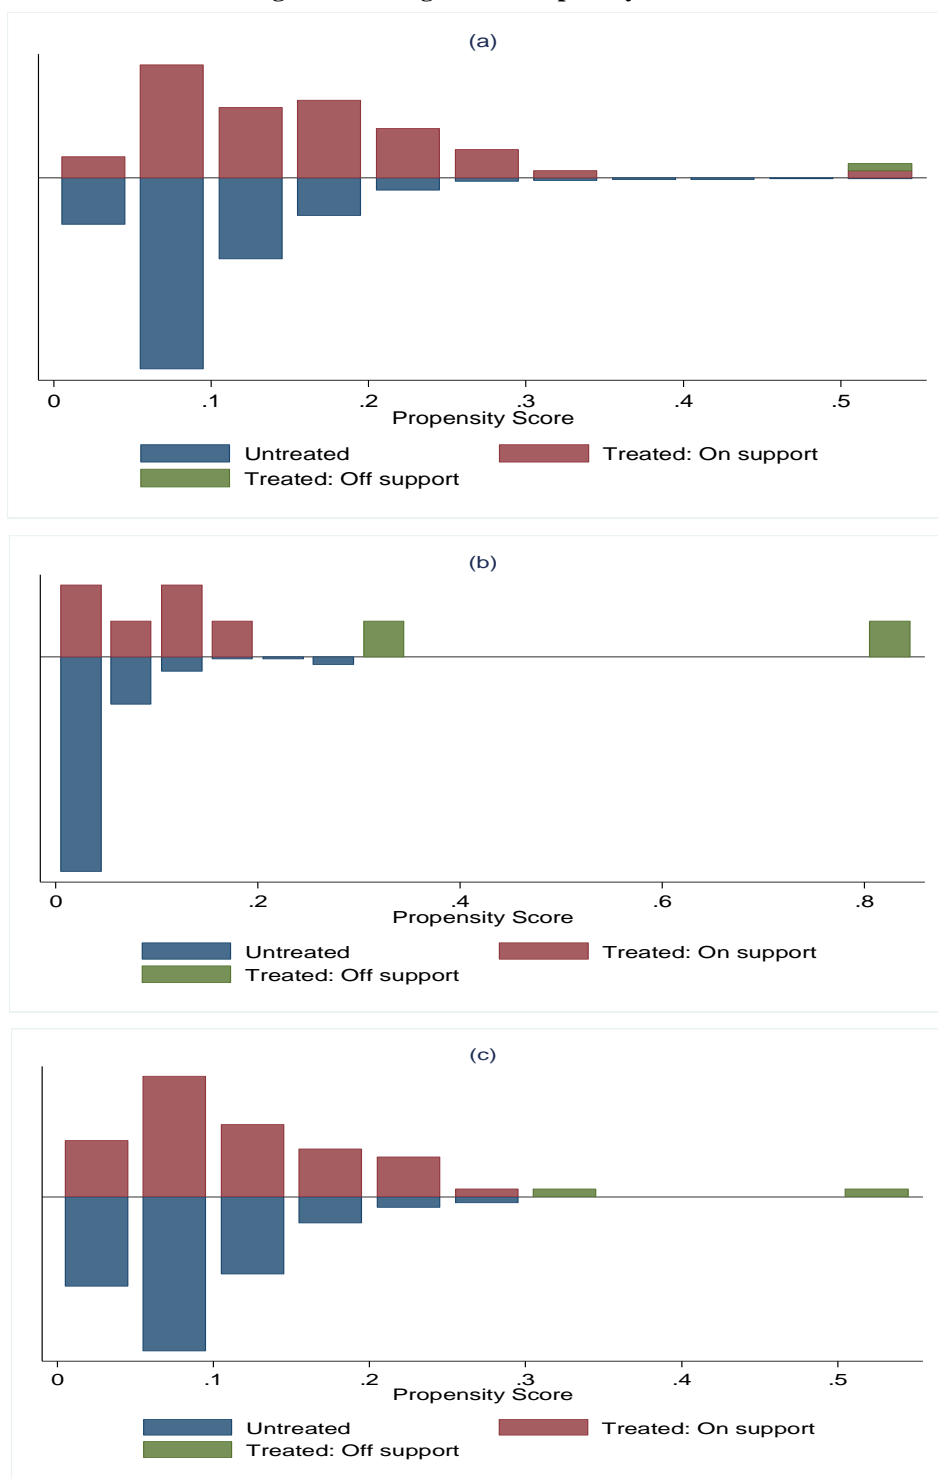 (a)
0 .1 .2 .3 .4 .5
Propensity Score
Untreated Treated: On support
Treated: Off support
(b)
0 .2 .4 .6 .8
Propensity Score
Untreated Treated: On support
Treated: Off support
(c)
0 .1 .2 .3 .4 .5
Propensity Score
Untreated Treated: On support
Treated: Off support